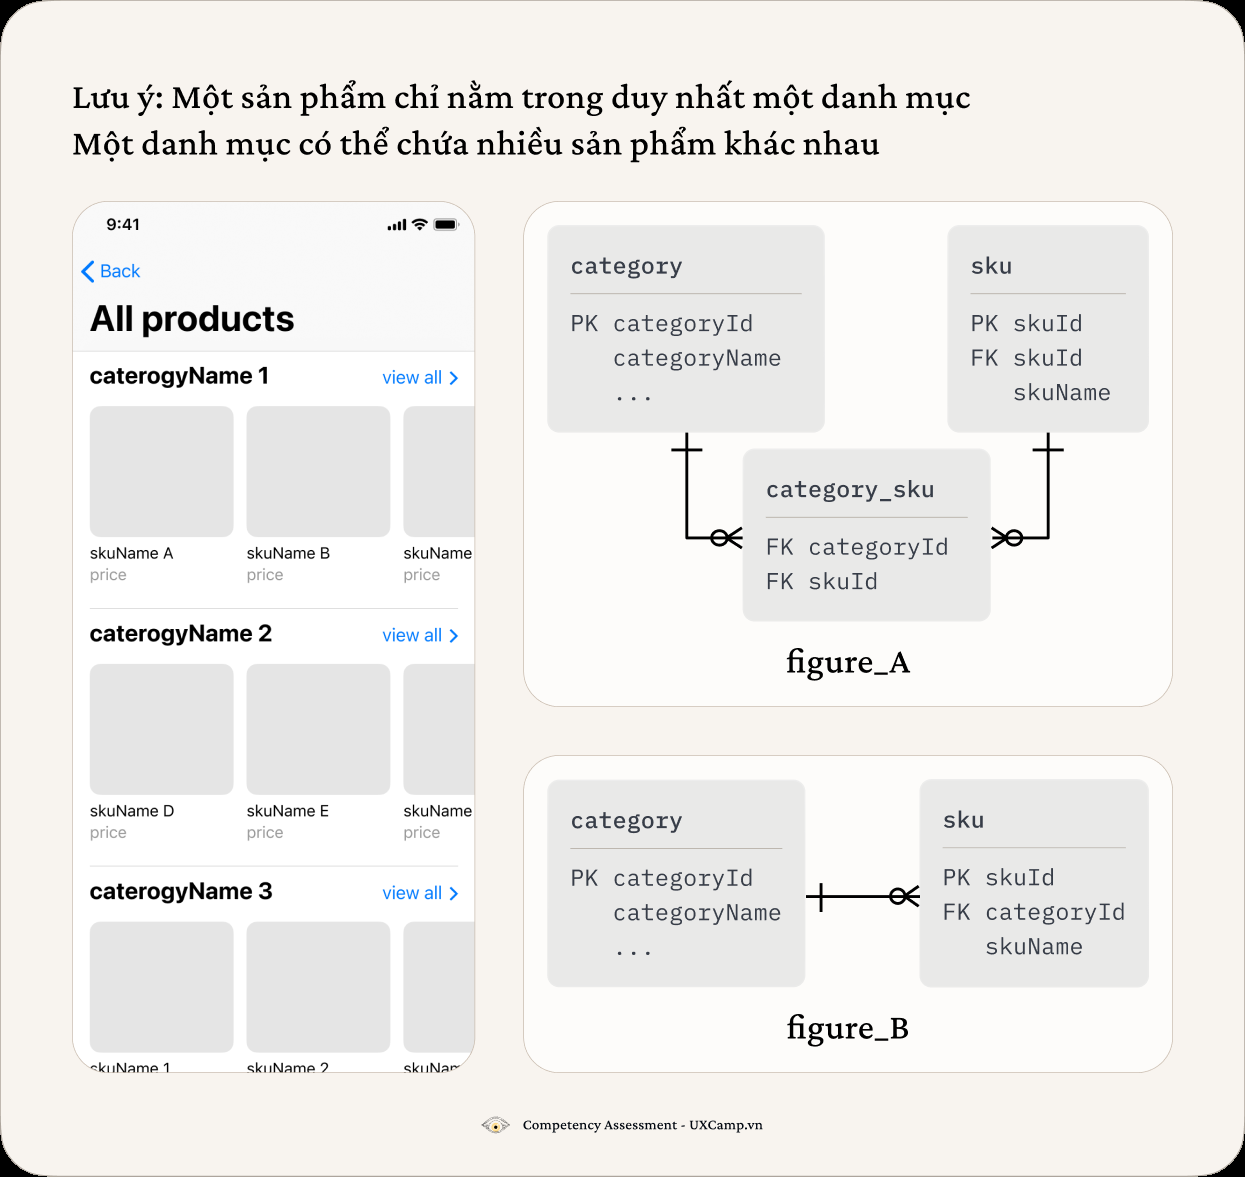 Lưu ý: Một sản phẩm chỉ nằm trong duy nhất một danh mục
Một danh mục có thể chứa nhiều sản phẩm khác nhau
9:41
Back
All products
caterogyName 1
view all
skuName A
skuName B
skuName
price
price
price
caterogyName 2
view all
skuName D
skuName E
skuName
price
price
price
caterogyName 3
view all
skuName 1
skuName 2
skuNam
category
PK categoryId
categoryName
...
sku
PK skuId
FK skuId
skuName
category_sku
FK categoryId
FK skuId
figure_A
category
PK categoryId
categoryName
...
sku
PK skuId
FK categoryId
skuName
figure_B
Competency Assessment - UXCamp.vn